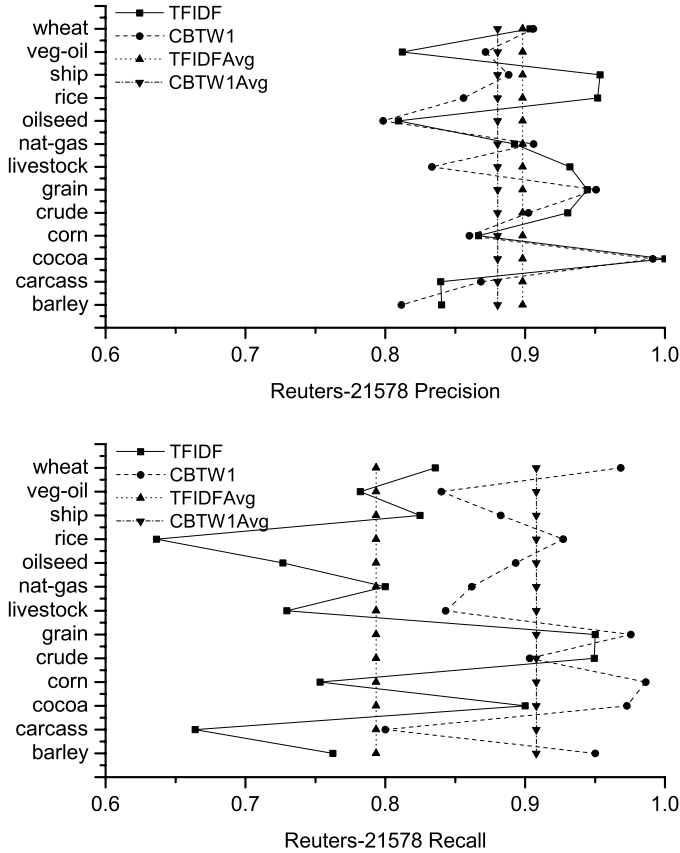 TFIDF
CBTW1
TFIDFAvg
CBTW1Avg
wheat
veg-oil
ship
rice
oilseed
nat-gas
livestock
grain
crude
corn
cocoa
carcass
barley
0.6 0.7 0.8 0.9 1.0
Reuters-21578 Precision
TFIDF
CBTW1
TFIDFAvg
CBTW1Avg
wheat
veg-oil
ship
rice
oilseed
nat-gas
livestock
grain
crude
corn
cocoa
carcass
barley
0.6 0.7 0.8 0.9 1.0
Reuters-21578 Recall